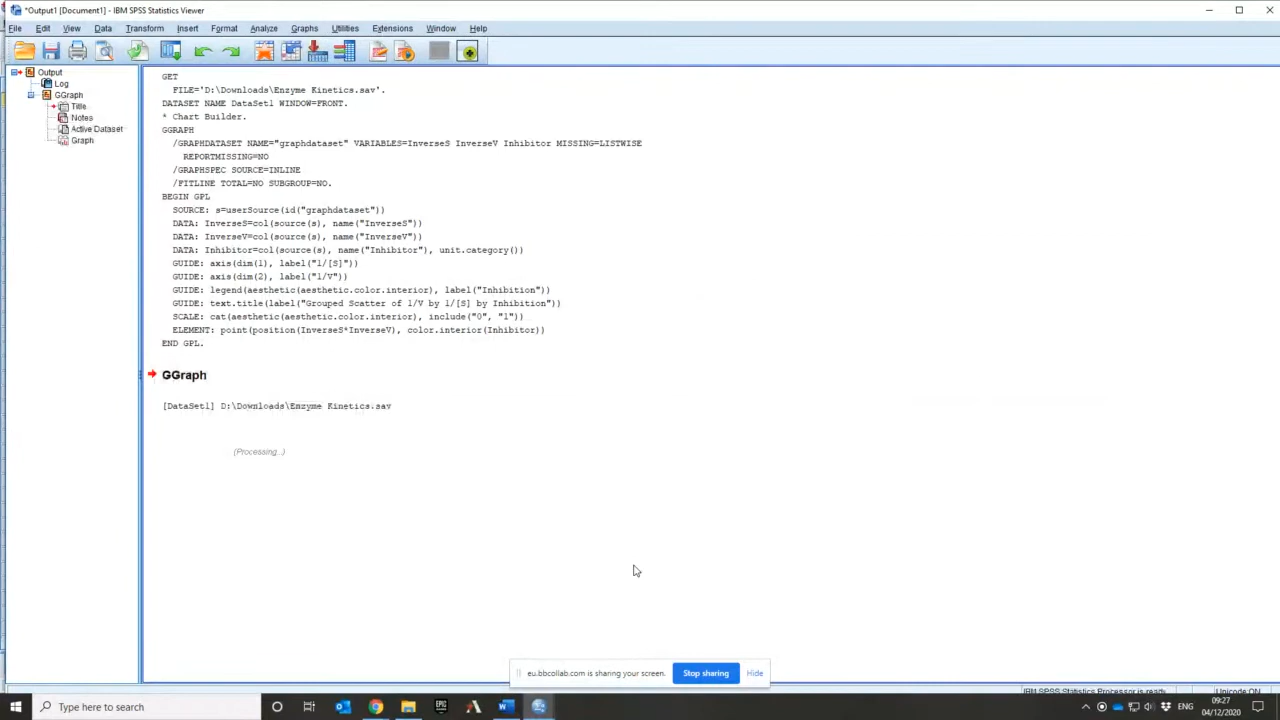 *Output1 [Document1] - IBM SPSS Statistics Viewer
File Edit View Data Transform Insert Format Analyze Graphs Utilities Extensions Window Help
Output
Log
GGraph
Title
Notes
Active Dataset
Graph
GET
FILE='D:\Downloads\Enzyme Kinetics.sav'.
DATASET NAME DataSet1 WINDOW=FRONT.
* Chart Builder.
GGRAPH
/GRAPHDATASET NAME="graphdataset" VARIABLES=InverseS InverseV Inhibitor MISSING=LISTWISE
REPORTMISSING=NO
/GRAPHSPEC SOURCE=INLINE
/FITLINE TOTAL=NO SUBGROUP=NO.
BEGIN GPL
SOURCE: s=userSource(id("graphdataset"))
DATA: InverseS=col(source(s), name("InverseS"))
DATA: InverseV=col(source(s), name("InverseV"))
DATA: Inhibitor=col(source(s), name("Inhibitor"), unit.category())
GUIDE: axis(dim(1), label("1/[S]"))
GUIDE: axis(dim(2), label("1/V"))
GUIDE: legend(aesthetic(aesthetic.color.interior), label("Inhibition"))
GUIDE: text.title(label("Grouped Scatter of 1/V by 1/[S] by Inhibition"))
SCALE: cat(aesthetic(aesthetic.color.interior), include("0", "1"))
ELEMENT: point(position(InverseS*InverseV), color.interior(Inhibitor))
END GPL.
GGraph
[DataSet1] D:\Downloads\Enzyme Kinetics.sav
(Processing..)
eu.bbcollab.com is sharing your screen. Stop sharing Hide
IBM SPSS Statistics Processor is ready Unicode:ON
Type here to search
EPIC
W
ENG
09:27
04/12/2020